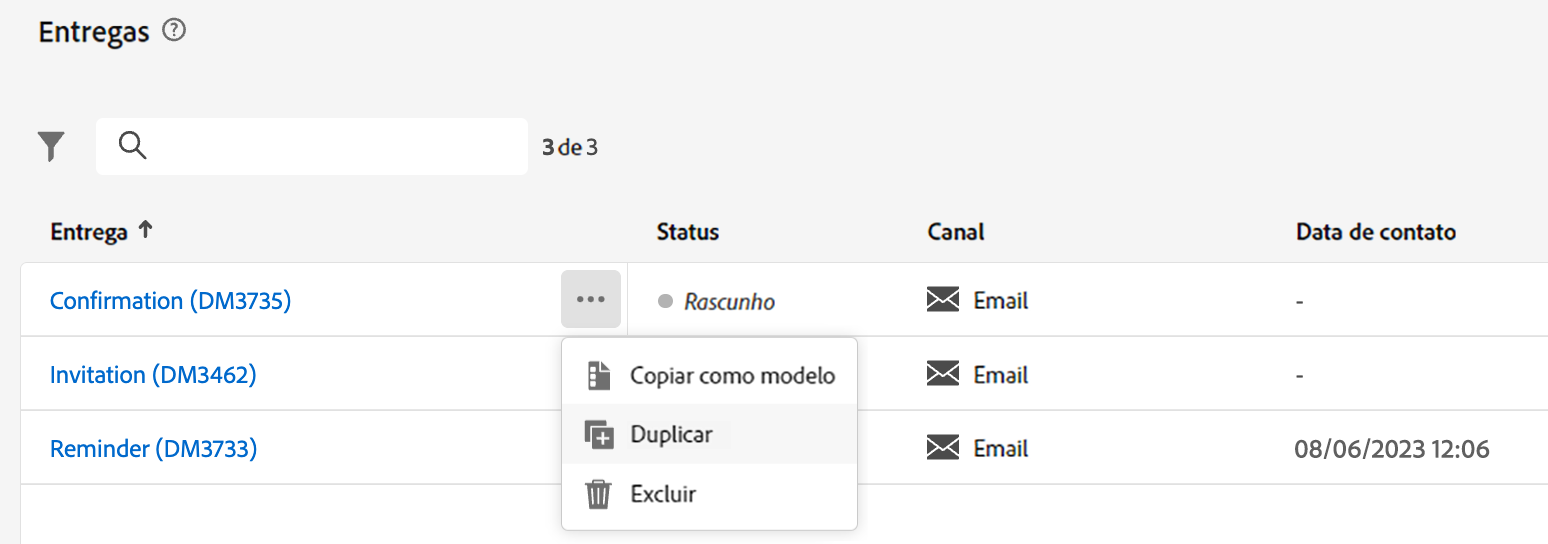 Entregas
3 de 3
Entrega Status Canal Data de contato
Confirmation (DM3735) Rascunho Email -
Invitation (DM3462) Email -
Reminder (DM3733) Email 08/06/2023 12:06
Copiar como modelo
Duplicar
Excluir